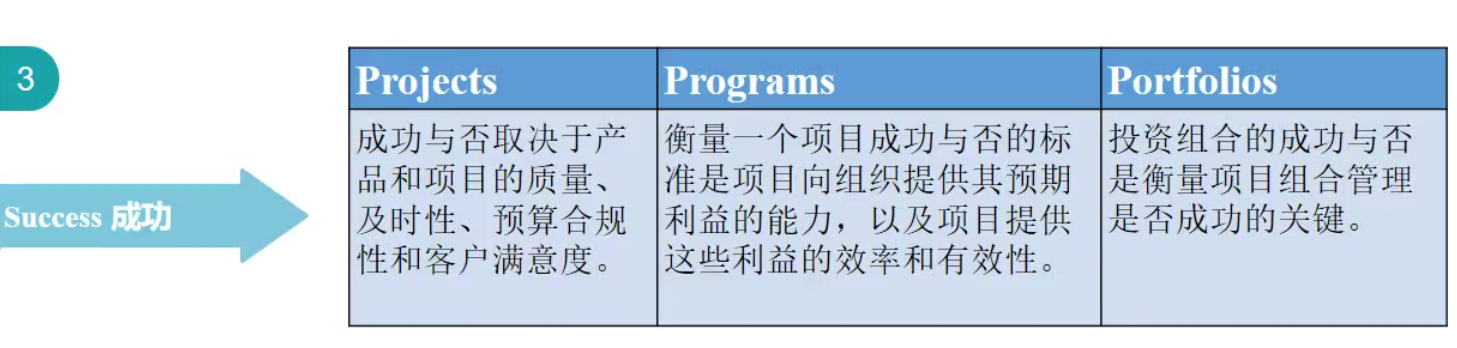 3
Success 成功
Projects
Programs
Portfolios
成功与否取决于产
品和项目的质量、
及时性、预算合规
性和客户满意度。
衡量一个项目成功与否的标
准是项目向组织提供其预期
利益的能力，以及项目提供
这些利益的效率和有效性。
投资组合的成功与否
是衡量项目组合管理
是否成功的关键。